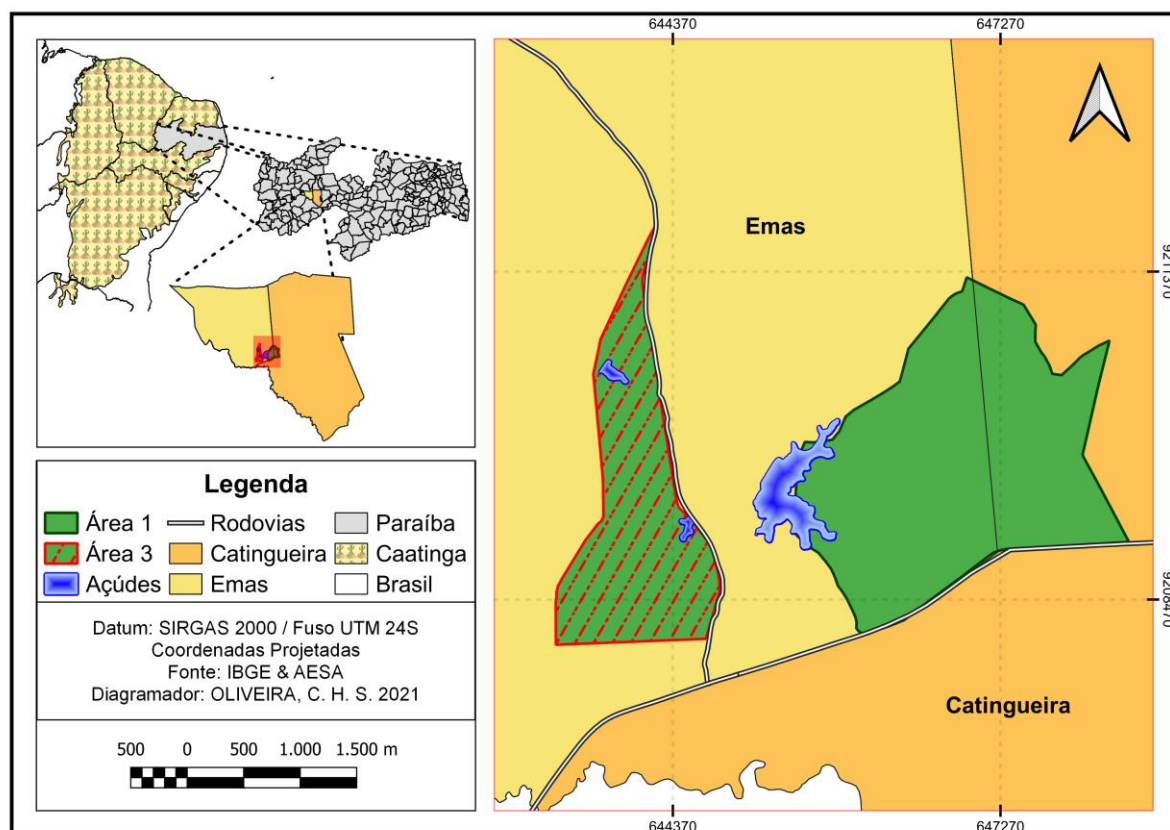 644370 647270
Emas
9211370
9208470
Catingueira
644370 647270
Legenda
Área 1 Rodovias Paraíba
Área 3 Catingueira Caatinga
Açúdes Emas Brasil
Datum: SIRGAS 2000 / Fuso UTM 24S
Coordenadas Projetadas
Fonte: IBGE & AESA
Diagramador: OLIVEIRA, C. H. S. 2021
500 0 500 1.000 1.500 m